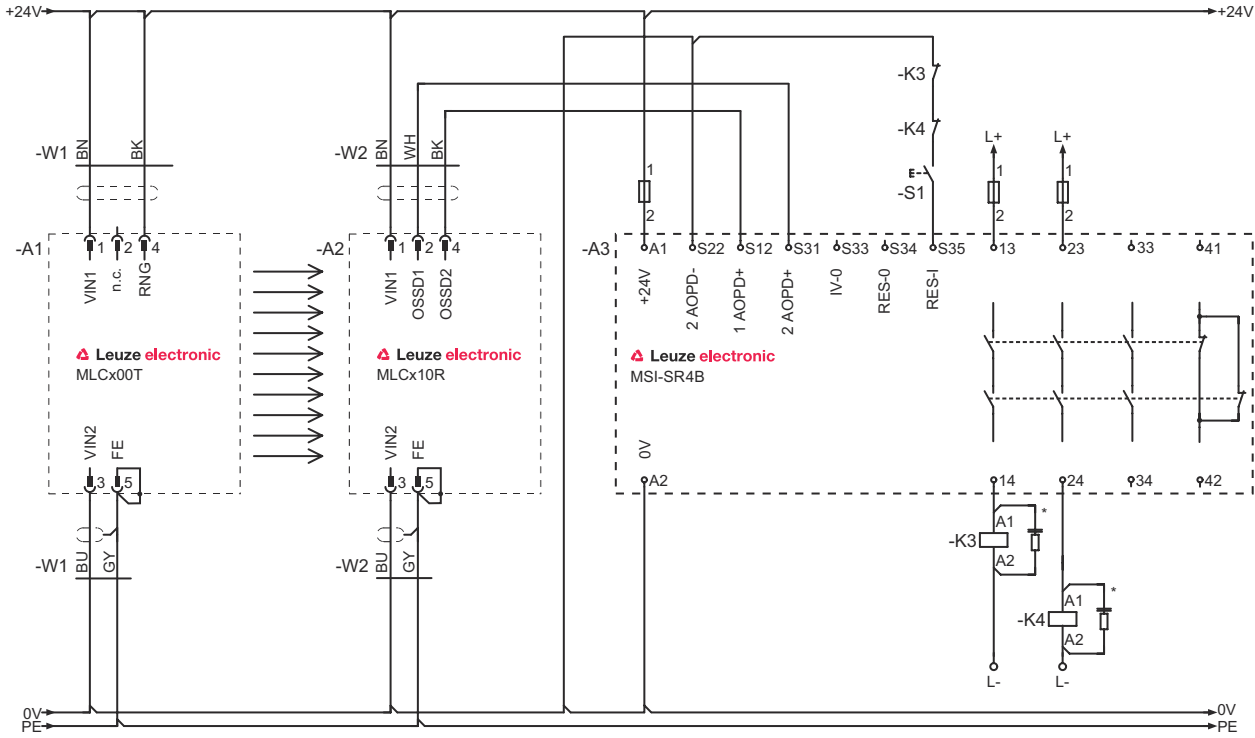 +24V +24V
-K3
-K4
-S1
L+ L+
-W1 BN BK
-W2 BN WH BK
1 1 1
2 2 2
-A1 1 2 4
-A2 1 2 4
-A3 A1 S22 S12 S31 S33 S34 S35 13 23 33 41
VIN1 n.c. RNG
VIN1 OSSD1 OSSD2
+24V 2 AOPD- 1 AOPD+ 2 AOPD+ IV-0 RES-0 RES-I
Leuze electronic
MLCx00T
Leuze electronic
MLCx10R
Leuze electronic
MSI-SR4B
VIN2 FE
VIN2 FE
0V
3 5
3 5
A2 14 24 34 42
-W1 BU GY
-W2 BU GY
-K3 A1 A2 *
-K4 A1 A2 *
L- L-
0V 0V
PE PE